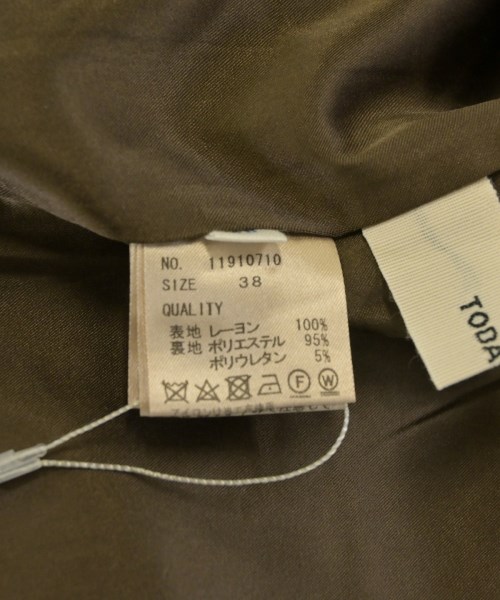 NO. 11910710
SIZE 38
QUALITY
表地 レーヨン 100%
裏地 ポリエステル 95%
ポリウレタン 5%
F W
TOBA